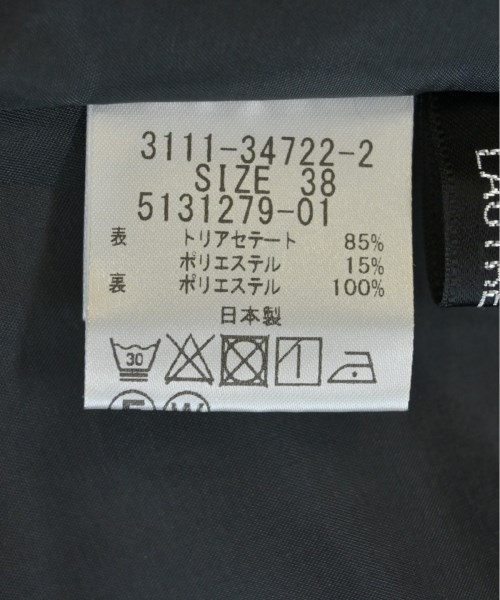 3111-34722-2
SIZE 38
5131279-01
表 トリアセテート 85%
ポリエステル 15%
裏 ポリエステル 100%
日本製
30